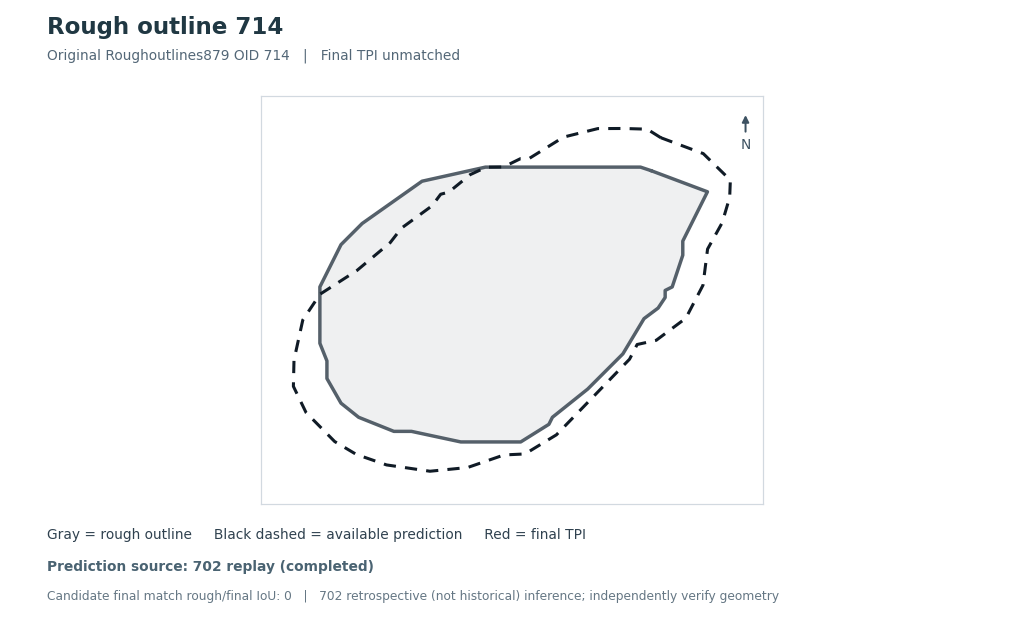 Rough outline 714
Original Roughoutlines879 OID 714   |   Final TPI unmatched
N
Gray = rough outline     Black dashed = available prediction     Red = final TPI
Prediction source: 702 replay (completed)
Candidate final match rough/final IoU: 0   |   702 retrospective (not historical) inference; independently verify geometry